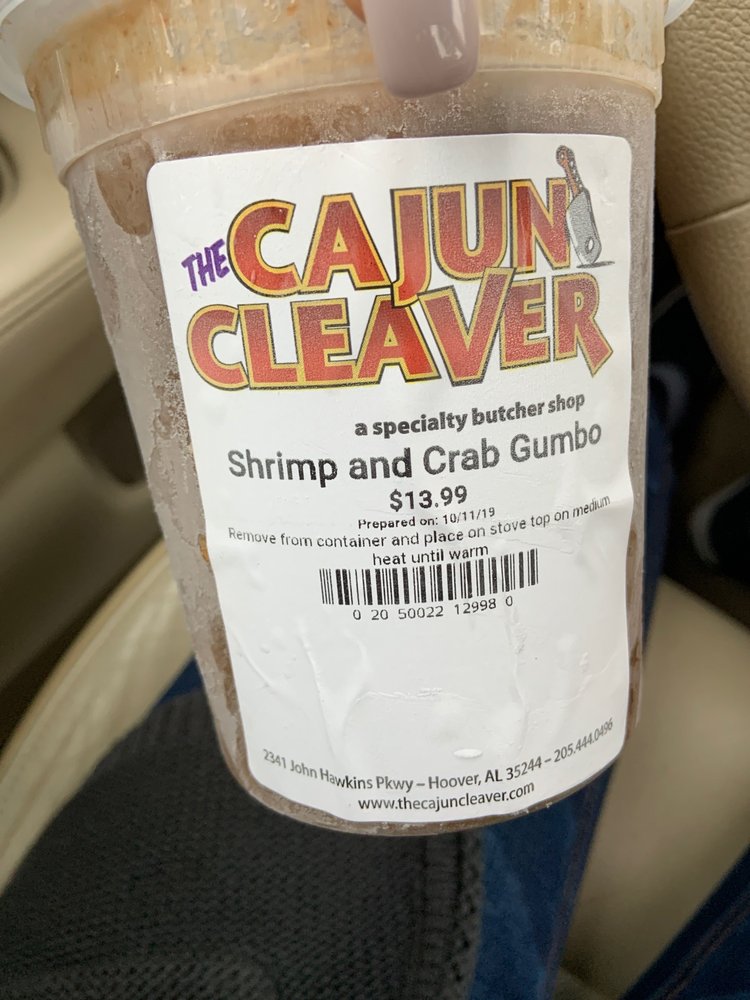 THE CAJUN
CLEAVER
a specialty butcher shop
Shrimp and Crab Gumbo
$13.99
Prepared on: 10/11/19
Remove from container and place on stove top on medium
heat until warm
0 20 50022 12998 0
2341 John Hawkins Pkwy – Hoover, AL 35244 – 205.444.0496
www.thecajuncleaver.com